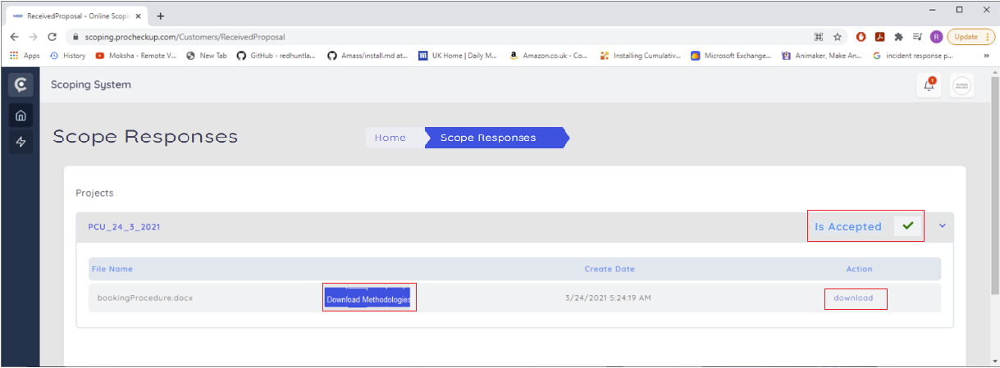 ReceivedProposal - Online Scopin
scoping.procheckup.com/Customers/ReceivedProposal
R
Update
Apps
History
Moksha - Remote V...
New Tab
GitHub - redhuntla...
Amass/install.md at...
UK Home | Daily M...
Amazon.co.uk - Co...
Installing Cumulativ...
Microsoft Exchange...
Animaker, Make An...
incident response p...
»
Scoping System
1
Scope Responses
Home
Scope Responses
Projects
PCU_24_3_2021
Is Accepted
File Name
Create Date
Action
bookingProcedure.docx
Download Methodologies
3/24/2021 5:24:19 AM
download